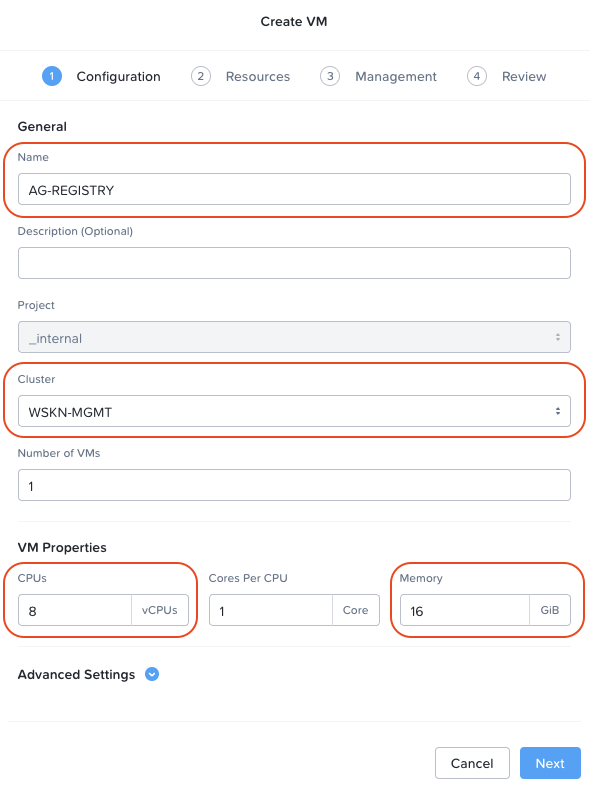 Create VM
1 Configuration 2 Resources 3 Management 4 Review
General
Name
AG-REGISTRY
Description (Optional)
Project
_internal
Cluster
WSKN-MGMT
Number of VMs
1
VM Properties
CPUs Cores Per CPU Memory
8 vCPUs 1 Core 16 GiB
Advanced Settings
Cancel Next